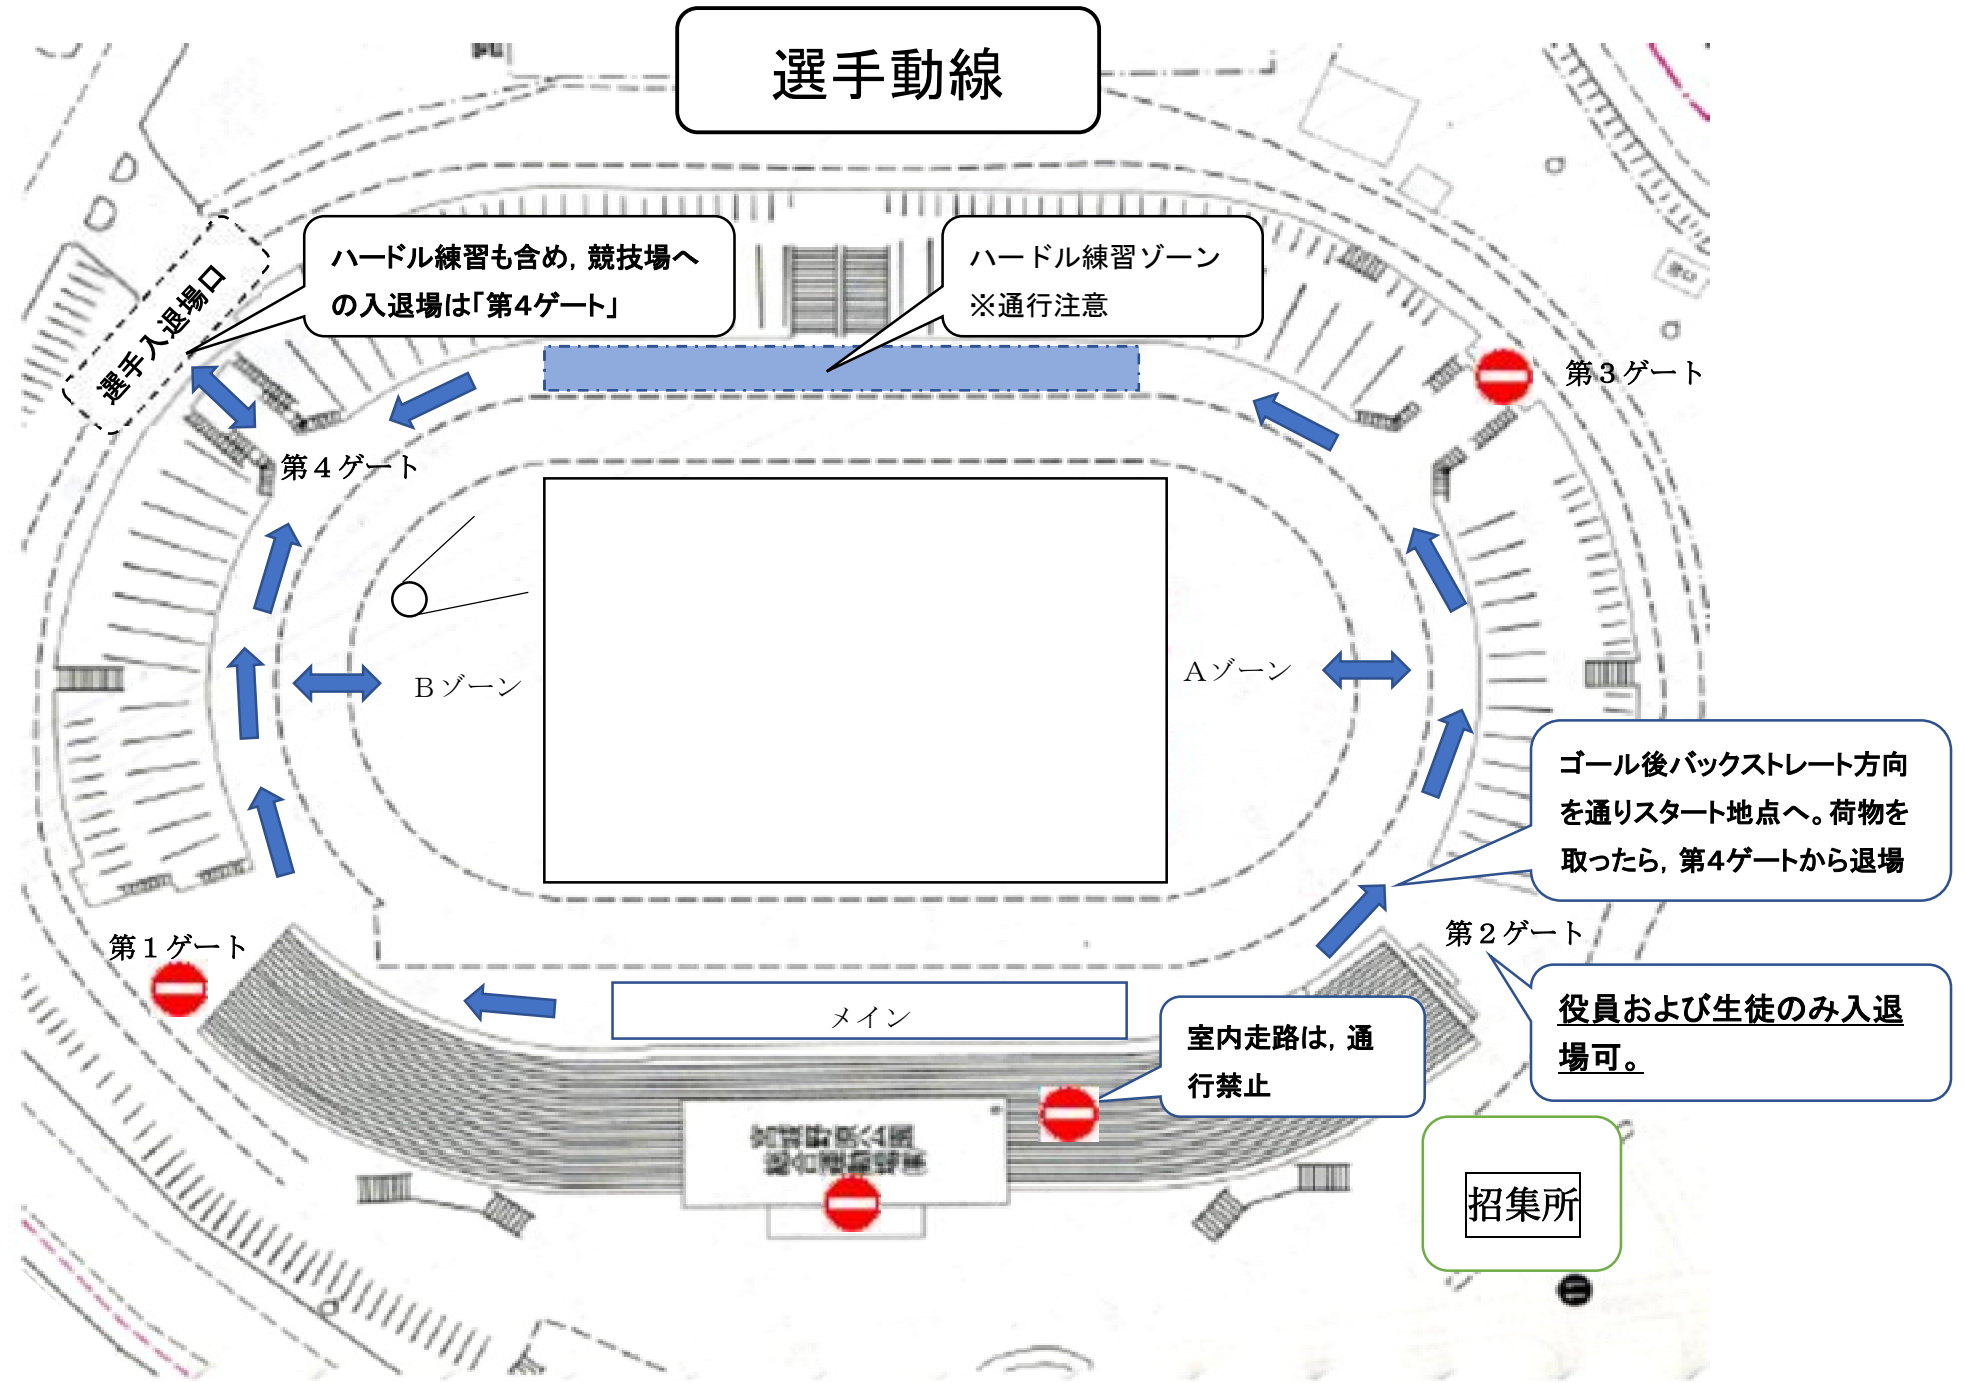 選手動線
ハードル練習も含め，競技場へ
の入退場は「第4ゲート」
ハードル練習ゾーン
※通行注意
選手入退場口
第３ゲート
第４ゲート
Ｂゾーン
Ａゾーン
ゴール後バックストレート方向
を通りスタート地点へ。荷物を
取ったら，第4ゲートから退場
第１ゲート
第２ゲート
役員および生徒のみ入退
場可。
メイン
室内走路は，通
行禁止
招集所